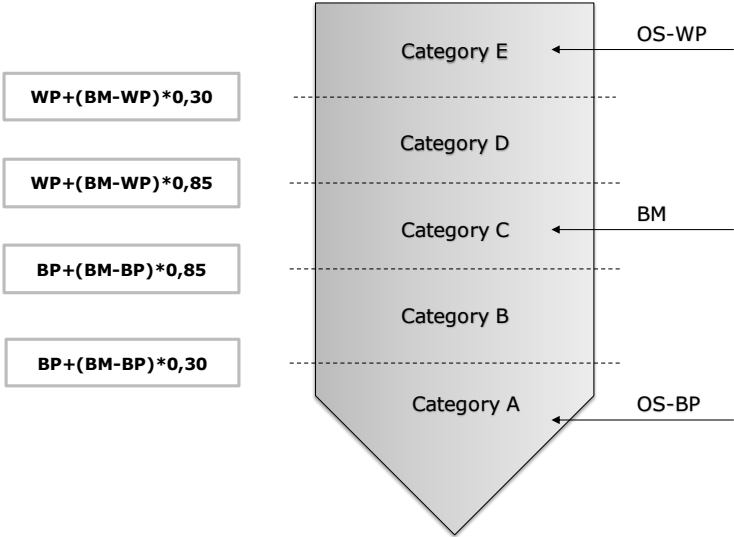 OS-WP
Category E
WP+(BM-WP)*0,30
Category D
WP+(BM-WP)*0,85
BM
Category C
BP+(BM-BP)*0,85
Category B
BP+(BM-BP)*0,30
Category A
OS-BP